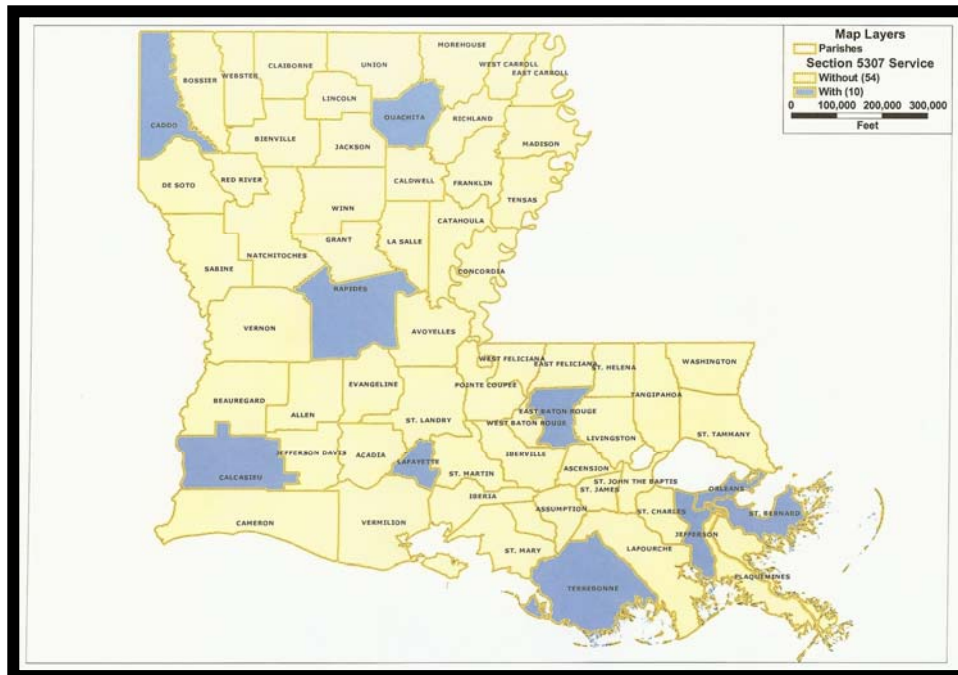 Map Layers
Parishes
Section 5307 Service
Without (54)
With (10)
0 100,000 200,000 300,000
Feet
MOREHOUSE
UNION
CLAIBORNE
WEST CARROLL
EAST CARROLL
BOSSIER
WEBSTER
LINCOLN
OUACHITA
RICHLAND
CADDO
BIENVILLE
JACKSON
MADISON
DE SOTO
RED RIVER
CALDWELL
FRANKLIN
TENSAS
WINN
CATAHOULA
GRANT
LA SALLE
NATCHITOCHES
SABINE
CONCORDIA
RAPIDES
VERNON
AVOYELLES
WEST FELICIANA
EAST FELICIANA
ST. HELENA
WASHINGTON
EVANGELINE
POINTE COUPEE
BEAUREGARD
TANGIPAHOA
ALLEN
EAST BATON ROUGE
ST. LANDRY
WEST BATON ROUGE
ST. TAMMANY
LIVINGSTON
JEFFERSON DAVIS
ACADIA
IBERVILLE
LAFAYETTE
CALCASIEU
ST. MARTIN
ASCENSION
ST. JOHN THE BAPTIS
ST. JAMES
ORLEANS
IBERIA
ASSUMPTION
ST. CHARLES
ST. BERNARD
CAMERON
VERMILION
JEFFERSON
ST. MARY
LAFOURCHE
PLAQUEMINES
TERREBONNE